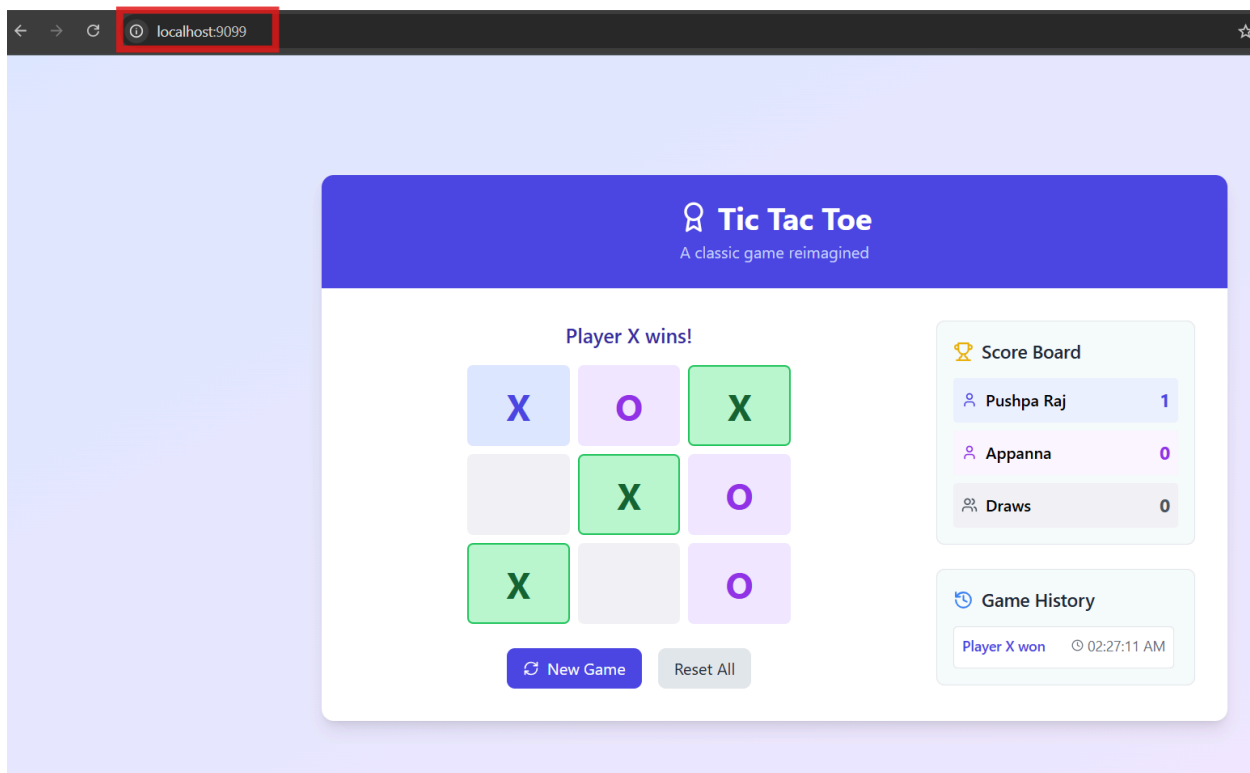 localhost:9099
Tic Tac Toe
A classic game reimagined
Player X wins!
X O X
X O
X O
New Game Reset All
Score Board
Pushpa Raj 1
Appanna 0
Draws 0
Game History
Player X won 02:27:11 AM